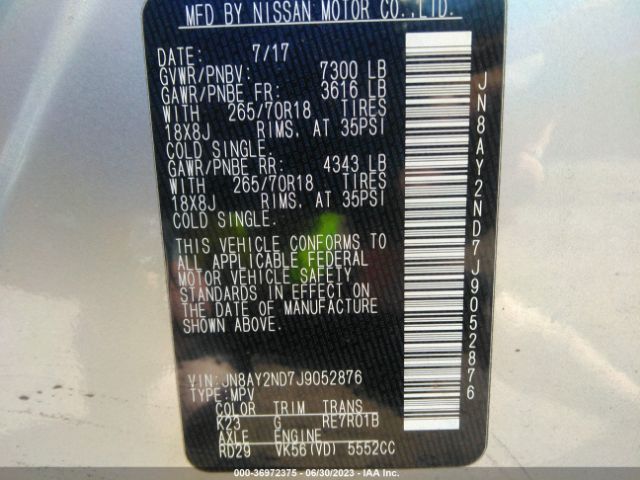 MFD BY NISSAN MOTOR CO.,LTD.
DATE: 7/17
GVWR/PNBV: 7300 LB
GAWR/PNBE FR: 3616 LB
WITH 265/70R18 TIRES
18X8J RIMS, AT 35PSI
COLD SINGLE.
GAWR/PNBE RR: 4343 LB
WITH 265/70R18 TIRES
18X8J RIMS, AT 35PSI
COLD SINGLE.
THIS VEHICLE CONFORMS TO
ALL APPLICABLE FEDERAL
MOTOR VEHICLE SAFETY
STANDARDS IN EFFECT ON
THE DATE OF MANUFACTURE
SHOWN ABOVE.
VIN:JN8AY2ND7J9052876
TYPE:MPV
COLOR TRIM TRANS
K23 G RE7R01B
AXLE ENGINE
RD29 VK56(VD) 5552CC
JN8AY2ND7J9052876
© 36972375 - 06/30/2023 - IAAB